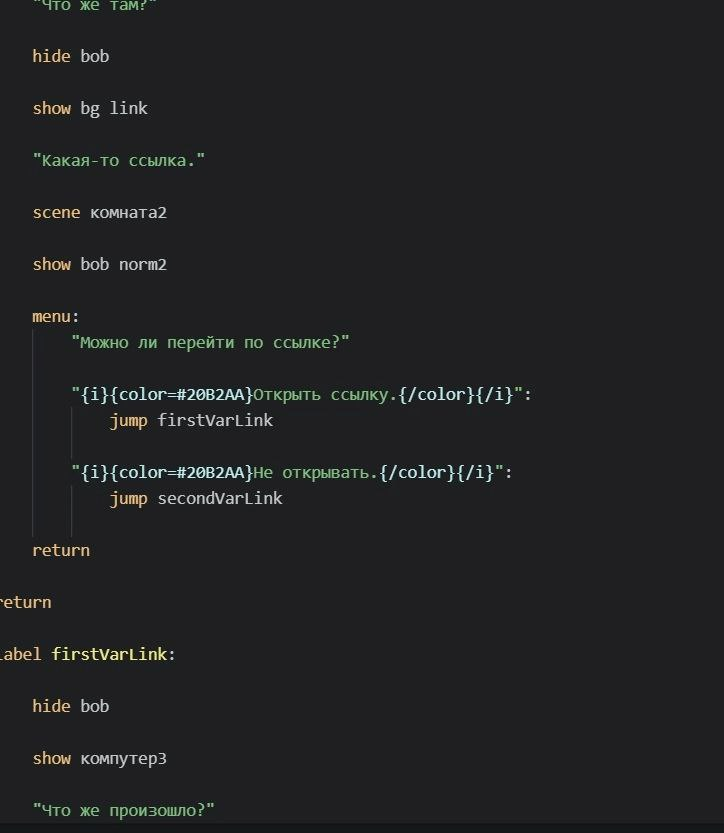 "Что же там?"
hide bob
show bg link
"Какая-то ссылка."
scene комната2
show bob norm2
menu:
"Можно ли перейти по ссылке?"
"{i}{color=#20B2AA}Открыть ссылку.{/color}{/i}":
jump firstVarLink
"{i}{color=#20B2AA}Не открывать.{/color}{/i}":
jump secondVarLink
return
return
label firstVarLink:
hide bob
show компутер3
"Что же произошло?"